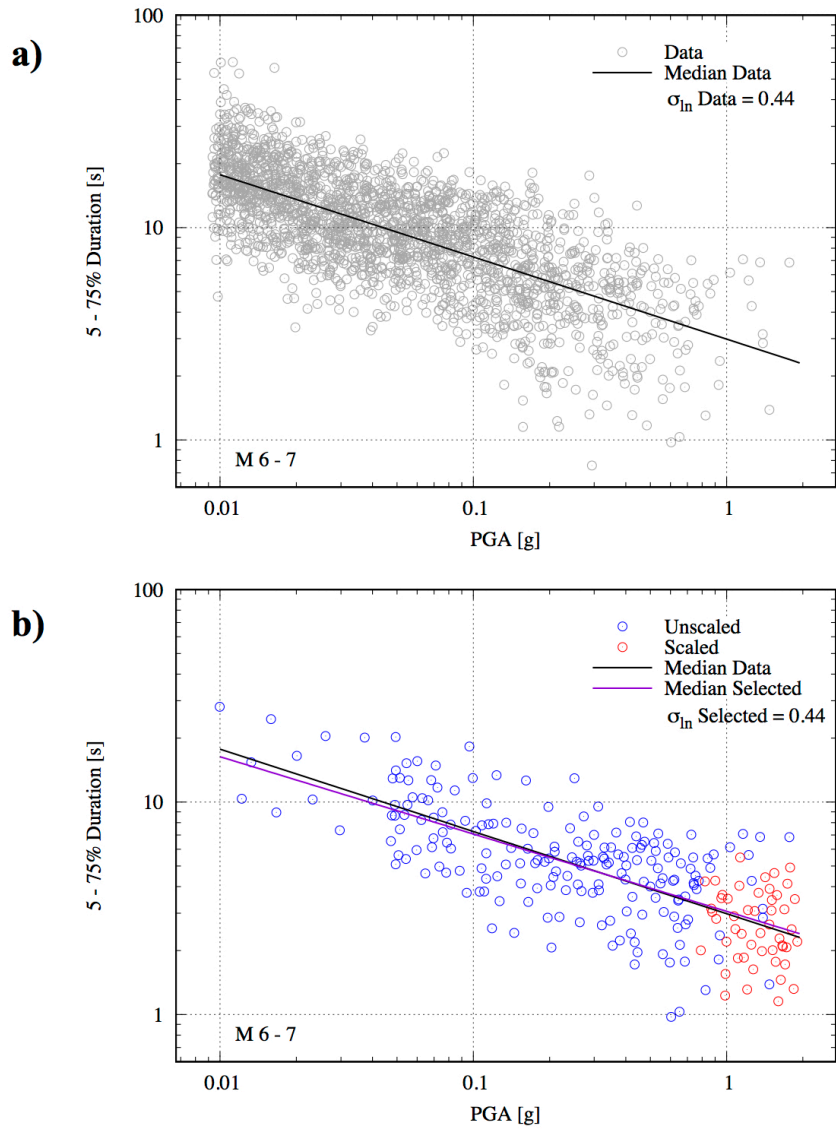 a)
100
10
1
5 - 75% Duration [s]
Data
Median Data
σln Data = 0.44
M 6 - 7
0.01
0.1
1
PGA [g]
b)
100
10
1
5 - 75% Duration [s]
Unscaled
Scaled
Median Data
Median Selected
σln Selected = 0.44
M 6 - 7
0.01
0.1
1
PGA [g]